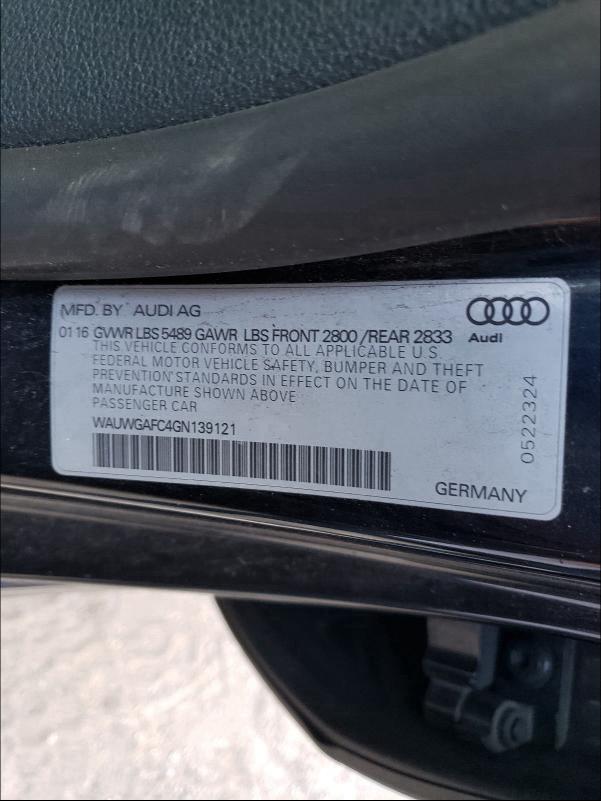 MFD. BY AUDI AG
01 16 GVWR LBS 5489 GAWR LBS FRONT 2800 / REAR 2833
THIS VEHICLE CONFORMS TO ALL APPLICABLE U.S.
FEDERAL MOTOR VEHICLE SAFETY, BUMPER AND THEFT
PREVENTION STANDARDS IN EFFECT ON THE DATE OF
MANUFACTURE SHOWN ABOVE
PASSENGER CAR
WAUWGAFC4GN139121
Audi
0522324
GERMANY